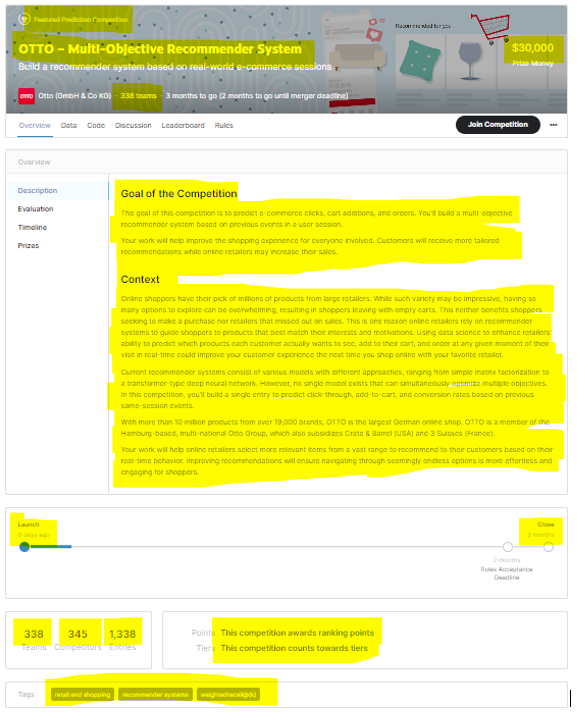 Featured Prediction Competition
Recommended for you
OTTO – Multi-Objective Recommender System
$30,000
Build a recommender system based on real-world e-commerce sessions
Prize Money
OTTO
Otto (GmbH & Co KG) · 338 teams · 3 months to go (2 months to go until merger deadline)
Overview Data Code Discussion Leaderboard Rules Join Competition
Overview
Description
Evaluation
Timeline
Prizes
Goal of the Competition
The goal of this competition is to predict e-commerce clicks, cart additions, and orders. You'll build a multi-objective
recommender system based on previous events in a user session.
Your work will help improve the shopping experience for everyone involved. Customers will receive more tailored
recommendations while online retailers may increase their sales.
Context
Online shoppers have their pick of millions of products from large retailers. While such variety may be impressive, having so
many options to explore can be overwhelming, resulting in shoppers leaving with empty carts. This neither benefits shoppers
seeking to make a purchase nor retailers that missed out on sales. This is one reason online retailers rely on recommender
systems to guide shoppers to products that best match their interests and motivations. Using data science to enhance retailers'
ability to predict which products each customer actually wants to see, add to their cart, and order at any given moment of their
visit in real-time could improve your customer experience the next time you shop online with your favorite retailer.
Current recommender systems consist of various models with different approaches, ranging from simple matrix factorization to
a transformer-type deep neural network. However, no single model exists that can simultaneously optimize multiple objectives.
In this competition, you'll build a single entry to predict click-through, add-to-cart, and conversion rates based on previous
same-session events.
With more than 10 million products from over 19,000 brands, OTTO is the largest German online shop. OTTO is a member of the
Hamburg-based, multi-national Otto Group, which also subsidizes Crate & Barrel (USA) and 3 Suisses (France).
Your work will help online retailers select more relevant items from a vast range to recommend to their customers based on their
real-time behavior. Improving recommendations will ensure navigating through seemingly endless options is more effortless and
engaging for shoppers.
Launch
6 days ago
Close
3 months
2 months
Rules Acceptance
Deadline
338 345 1,338
Teams Competitors Entries
Points This competition awards ranking points
Tiers This competition counts towards tiers
Tags retail and shopping recommender systems weightedrecall@{k}